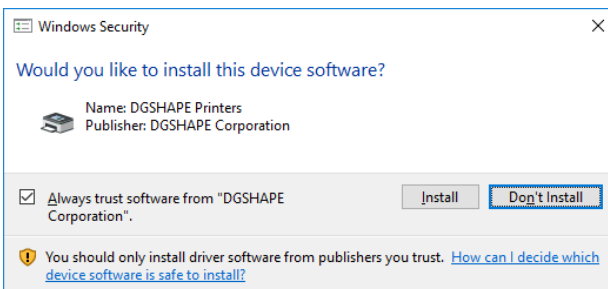 Windows Security
Would you like to install this device software?
Name: DGSHAPE Printers
Publisher: DGSHAPE Corporation
Always trust software from "DGSHAPE
Corporation".
Install
Don't Install
You should only install driver software from publishers you trust. How can I decide which
device software is safe to install?